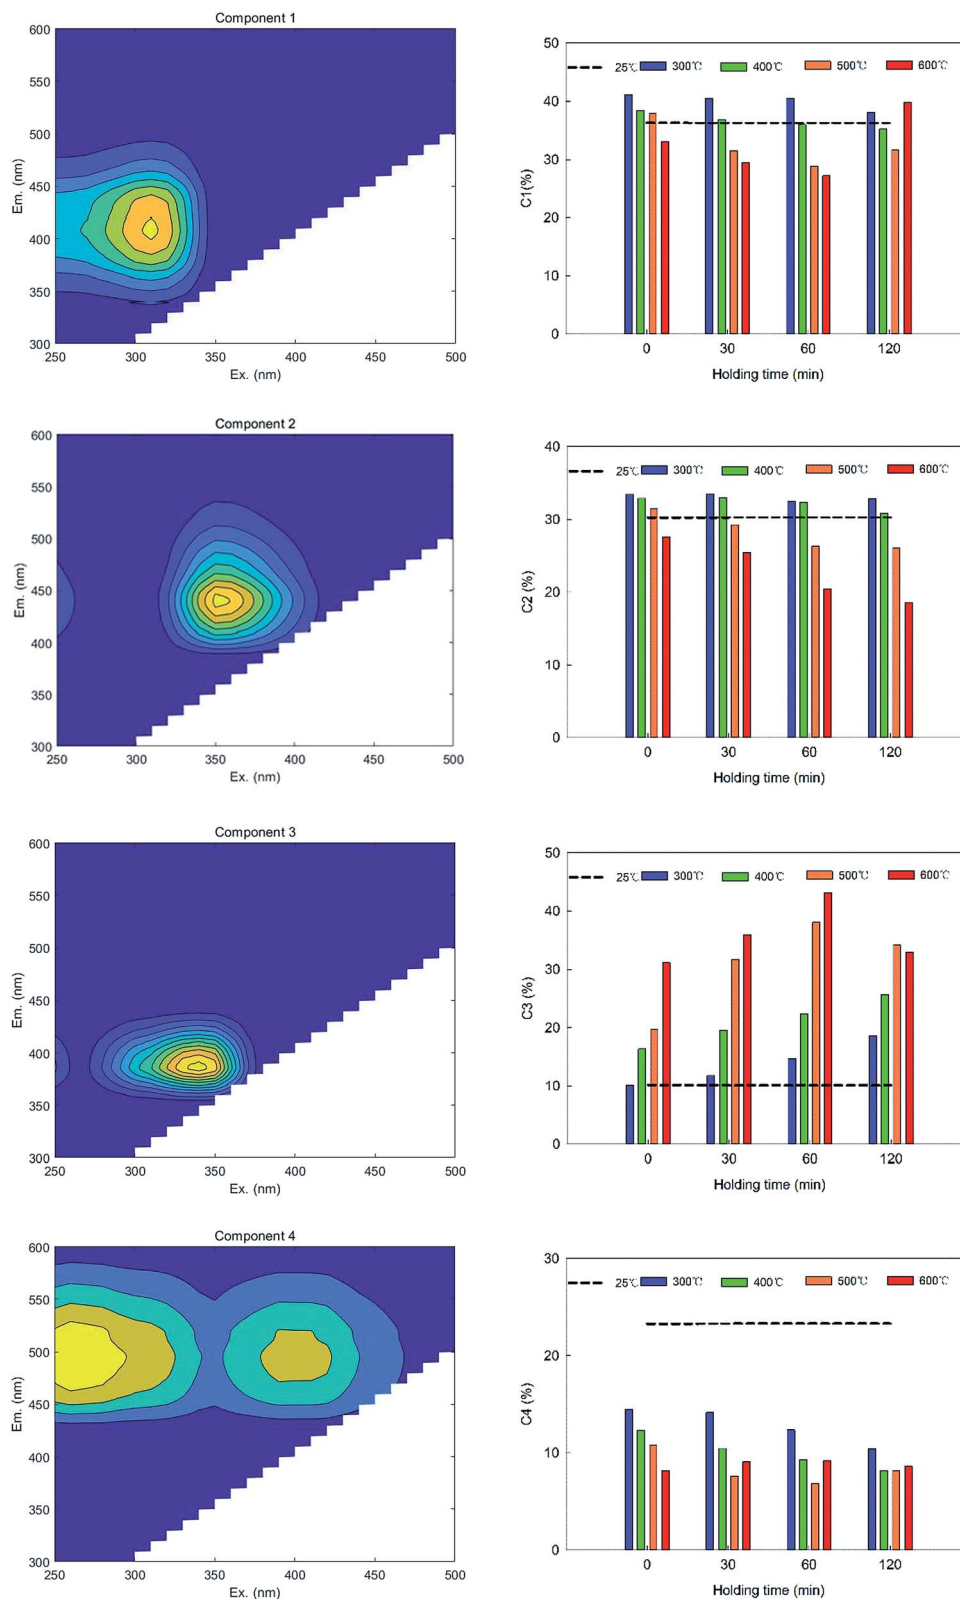 Component 1
600
550
500
450
400
350
300
Em. (nm)
250 300 350 400 450 500
Ex. (nm)
50
40
30
20
10
0
C1(%)
25℃ 300℃ 400℃ 500℃ 600℃
0 30 60 120
Holding time (min)
Component 2
600
550
500
450
400
350
300
Em. (nm)
250 300 350 400 450 500
Ex. (nm)
40
30
20
10
0
C2 (%)
25℃ 300℃ 400℃ 500℃ 600℃
0 30 60 120
Holding time (min)
Component 3
600
550
500
450
400
350
300
Em. (nm)
250 300 350 400 450 500
Ex. (nm)
50
40
30
20
10
0
C3 (%)
25℃ 300℃ 400℃ 500℃ 600℃
0 30 60 120
Holding time (min)
Component 4
600
550
500
450
400
350
300
Em. (nm)
250 300 350 400 450 500
Ex. (nm)
30
20
10
0
C4 (%)
25℃ 300℃ 400℃ 500℃ 600℃
0 30 60 120
Holding time (min)